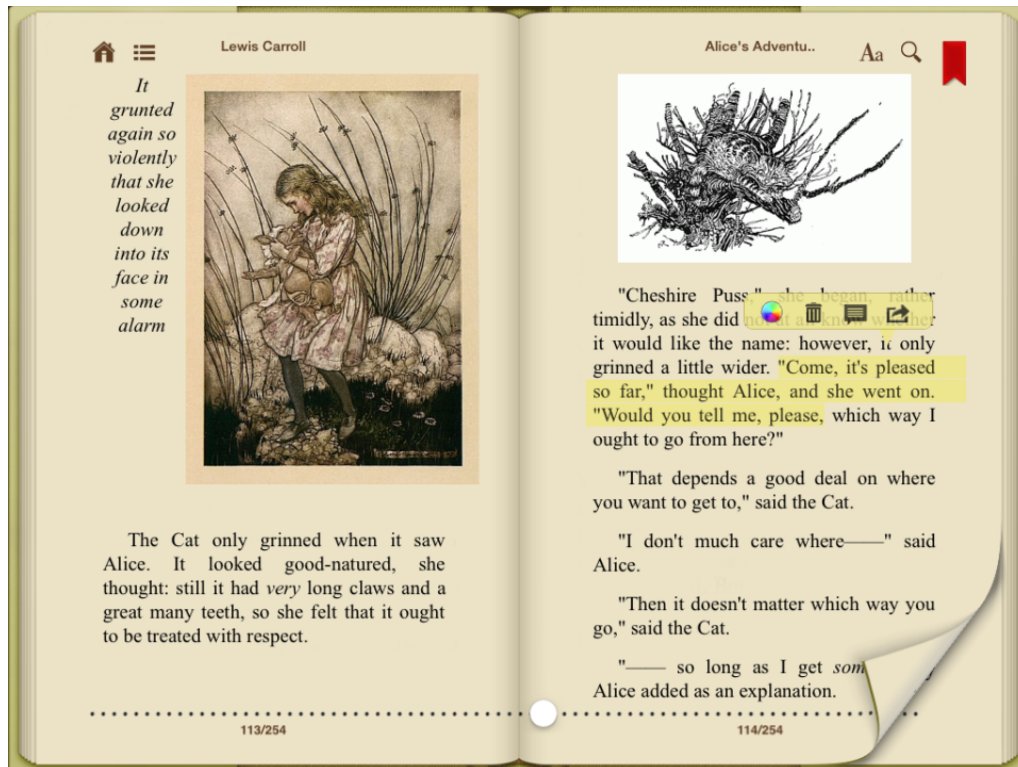 Lewis Carroll
It
grunted
again so
violently
that she
looked
down
into its
face in
some
alarm
The Cat only grinned when it saw
Alice. It looked good-natured, she
thought: still it had very long claws and a
great many teeth, so she felt that it ought
to be treated with respect.
113/254
Alice's Adventu..
Aa
"Cheshire Puss," she began, rather
timidly, as she did not at all know whether
it would like the name: however, it only
grinned a little wider. "Come, it's pleased
so far," thought Alice, and she went on.
"Would you tell me, please, which way I
ought to go from here?"
"That depends a good deal on where
you want to get to," said the Cat.
"I don't much care where——" said
Alice.
"Then it doesn't matter which way you
go," said the Cat.
"—— so long as I get
Alice added as an explanation.
114/254